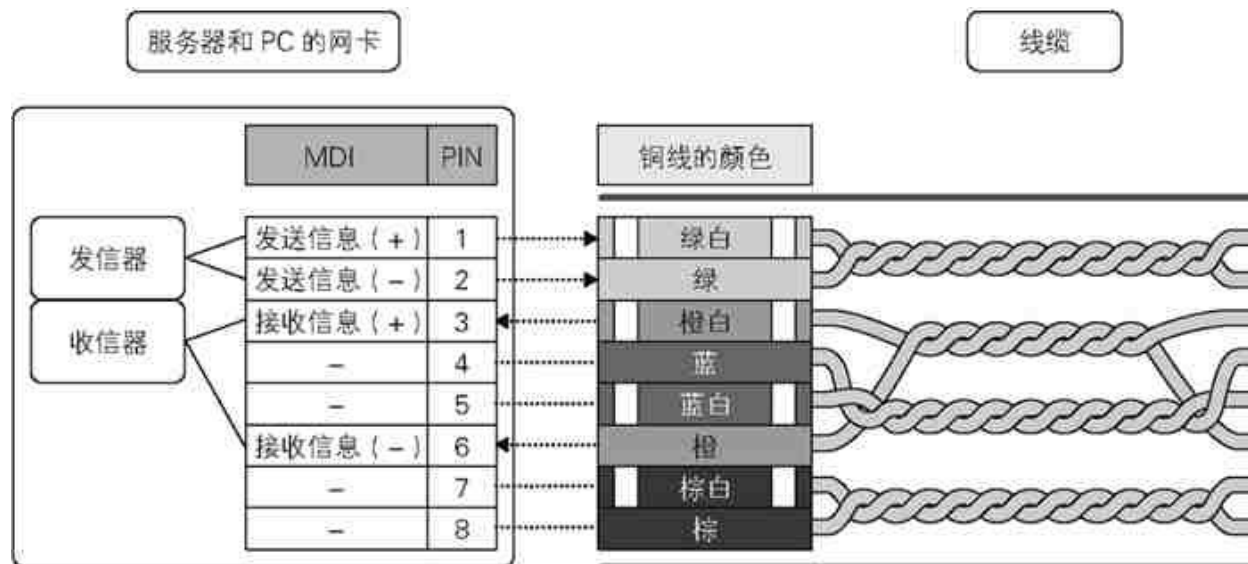 服务器和 PC 的网卡
线缆
MDI PIN 铜线的颜色
发信器
收信器
发送信息（+） 1 绿白
发送信息（-） 2 绿
接收信息（+） 3 橙白
- 4 蓝
- 5 蓝白
接收信息（-） 6 橙
- 7 棕白
- 8 棕